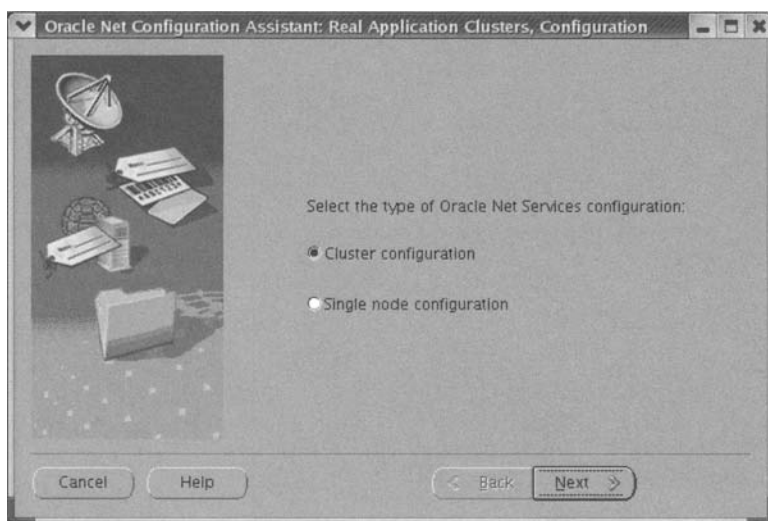 Oracle Net Configuration Assistant: Real Application Clusters, Configuration
Select the type of Oracle Net Services configuration:
Cluster configuration
Single node configuration
Cancel
Help
Back
Next